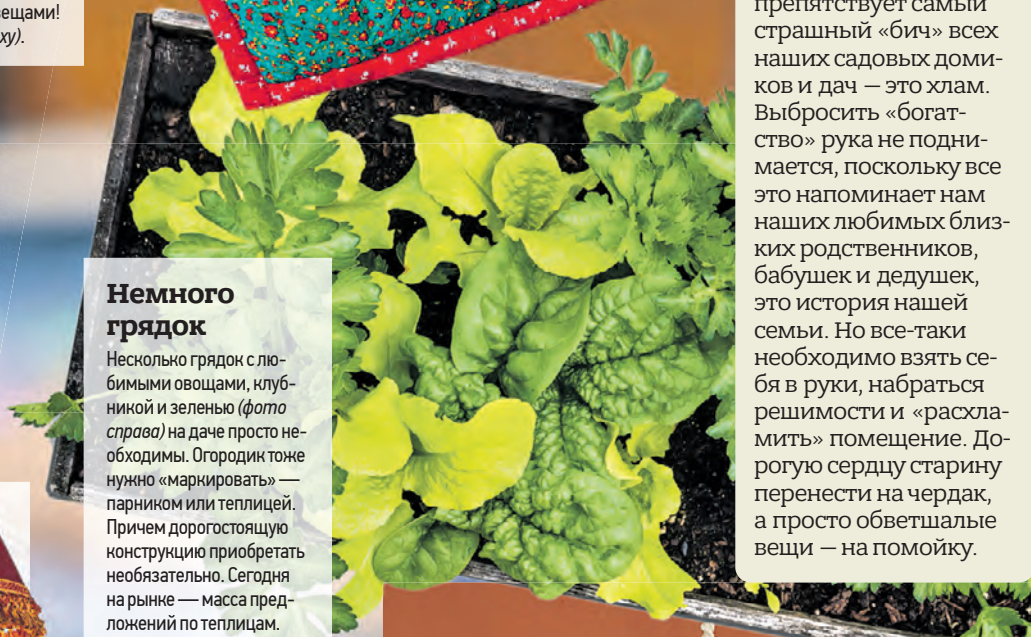 вещами!
ху).
Немного
грядок
Несколько грядок с лю-
бимыми овощами, клуб-
никой и зеленью (фото
справа) на даче просто не-
обходимы. Огородик тоже
нужно «маркировать» —
парником или теплицей.
Причем дорогостоящую
конструкцию приобретать
необязательно. Сегодня
на рынке — масса пред-
ложений по теплицам.
препятствует самый
страшный «бич» всех
наших садовых доми-
ков и дач — это хлам.
Выбросить «богат-
ство» рука не подни-
мается, поскольку все
это напоминает нам
наших любимых близ-
ких родственников,
бабушек и дедушек,
это история нашей
семьи. Но все-таки
необходимо взять се-
бя в руки, набраться
решимости и «расхла-
мить» помещение. До-
рогую сердцу старину
перенести на чердак,
а просто обветшалые
вещи — на помойку.